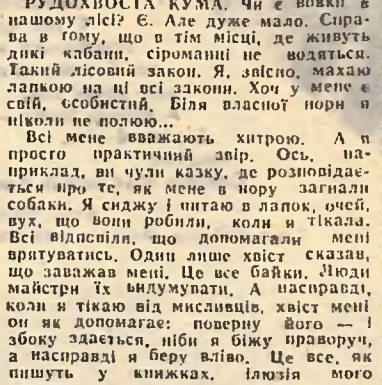 РУДОХВОСТА КУМА. Чи є вовки в
нашому лісі? Є. Але дуже мало. Спра-
ва в тому, що в тім місці, де живуть
дикі кабани, сіроманці не водяться.
Такий лісовий закон. Я, звісно, махаю
лапкою на ці всі закони. Хоч у мене є
свій, особистий. Біля власної нори я
ніколи не полюю...
Всі мене вважають хитрою. А я
просто практичний звір. Ось, на-
приклад, ви чули казку, де розповідає-
ться про те, як мене в нору загнали
собаки. Я сиджу і питаю в лапок, очей,
вух, що вони робили, коли я тікала.
Всі відповіли, що допомагали мені
врятуватись. Один лише хвіст сказав,
що заважав мені. Це все байки. Люди
майстри їх видумувати. А насправді,
коли я тікаю від мисливців, хвіст мені
он як допомагає: поверну його — і
збоку здається, ніби я біжу праворуч,
а насправді я беру вліво. Це все, як
пишуть у книжках, ілюзія мого